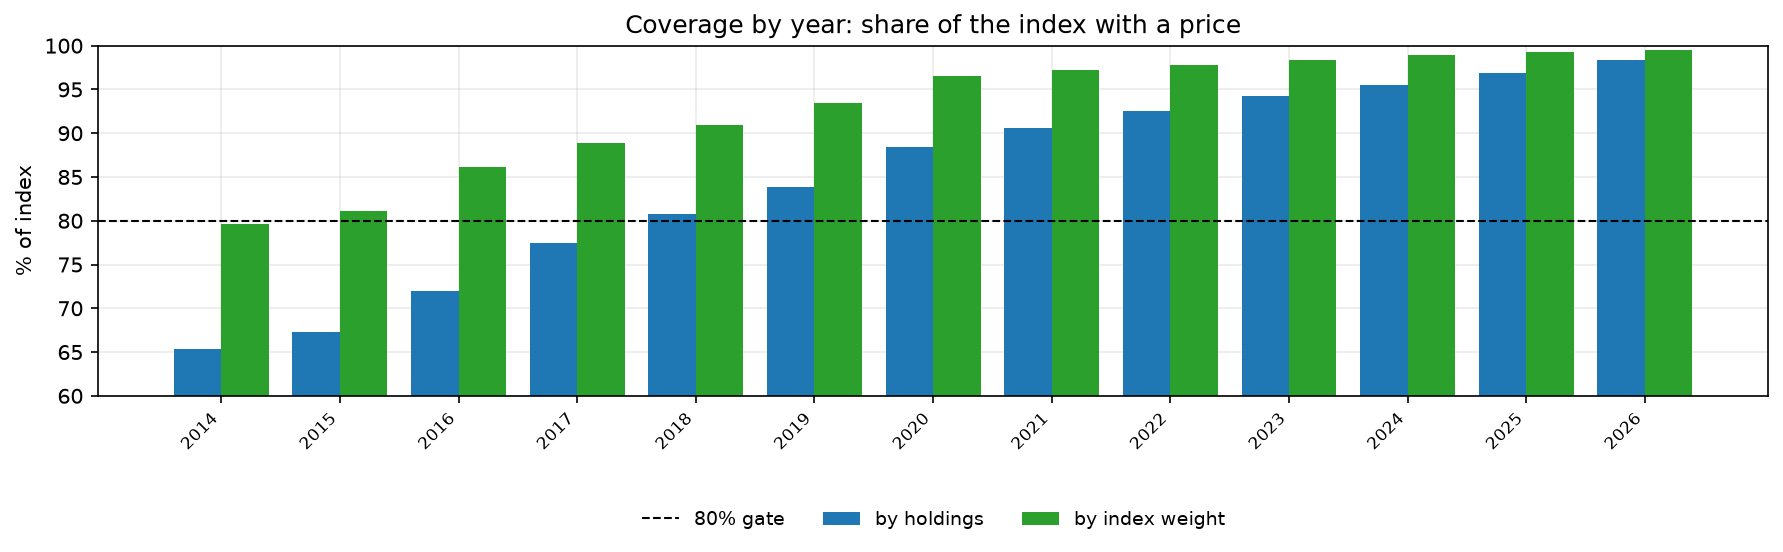 Coverage by year: share of the index with a price
% of index
100
95
90
85
80
75
70
65
60
2014 2015 2016 2017 2018 2019 2020 2021 2022 2023 2024 2025 2026
80% gate by holdings by index weight